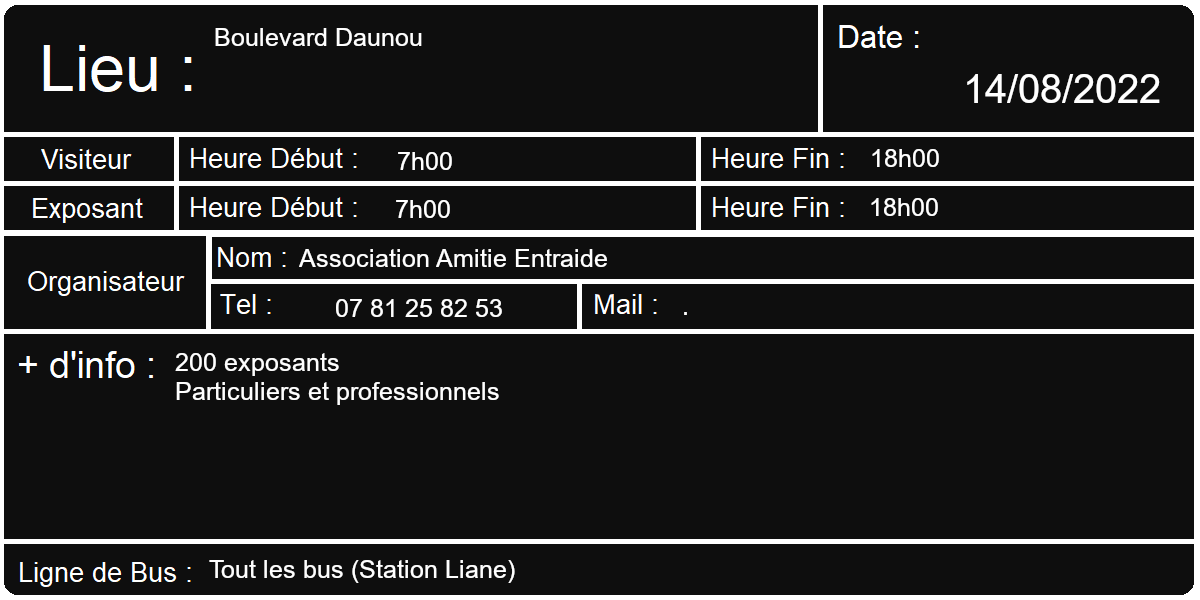 Lieu : Boulevard Daunou
Date :
14/08/2022
Visiteur Heure Début : 7h00 Heure Fin : 18h00
Exposant Heure Début : 7h00 Heure Fin : 18h00
Organisateur
Nom : Association Amitie Entraide
Tel : 07 81 25 82 53 Mail : .
+ d'info : 200 exposants
Particuliers et professionnels
Ligne de Bus : Tout les bus (Station Liane)